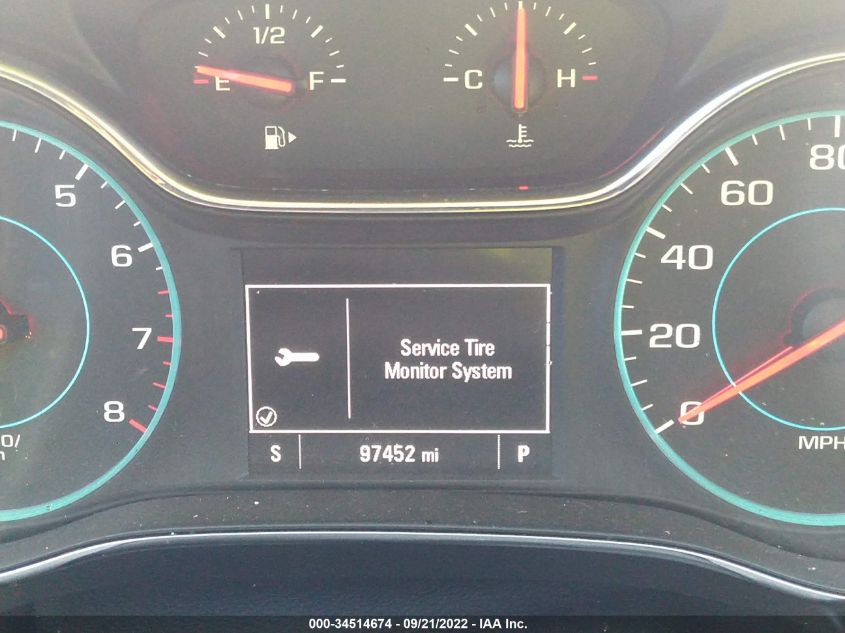 1/2
E F
C H
5
6
7
8
80
60
40
20
0
MPH
Service Tire
Monitor System
S 97452 mi P
000-34514674 - 09/21/2022 - IAA Inc.